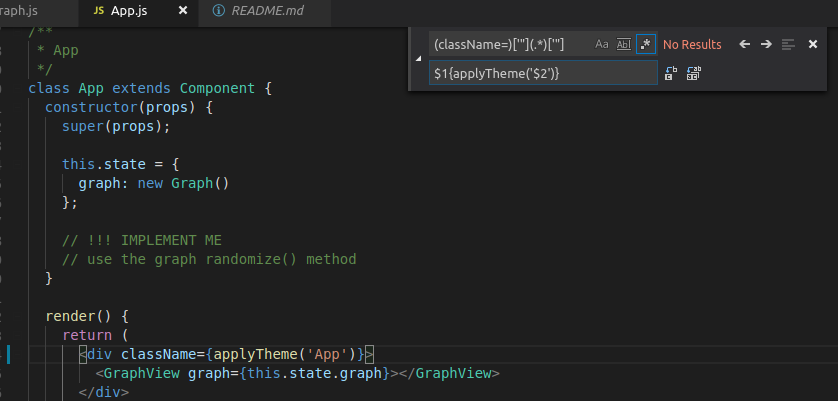 raph.js JS App.js × README.md
/**
* App
*/
class App extends Component {
constructor(props) {
super(props);
this.state = {
graph: new Graph()
};
// !!! IMPLEMENT ME
// use the graph randomize() method
}
render() {
return (
<div className={applyTheme('App')}>
<GraphView graph={this.state.graph}></GraphView>
</div>
(className=)['"](.*)['"] Aa Abl .* No Results
$1{applyTheme('$2')}